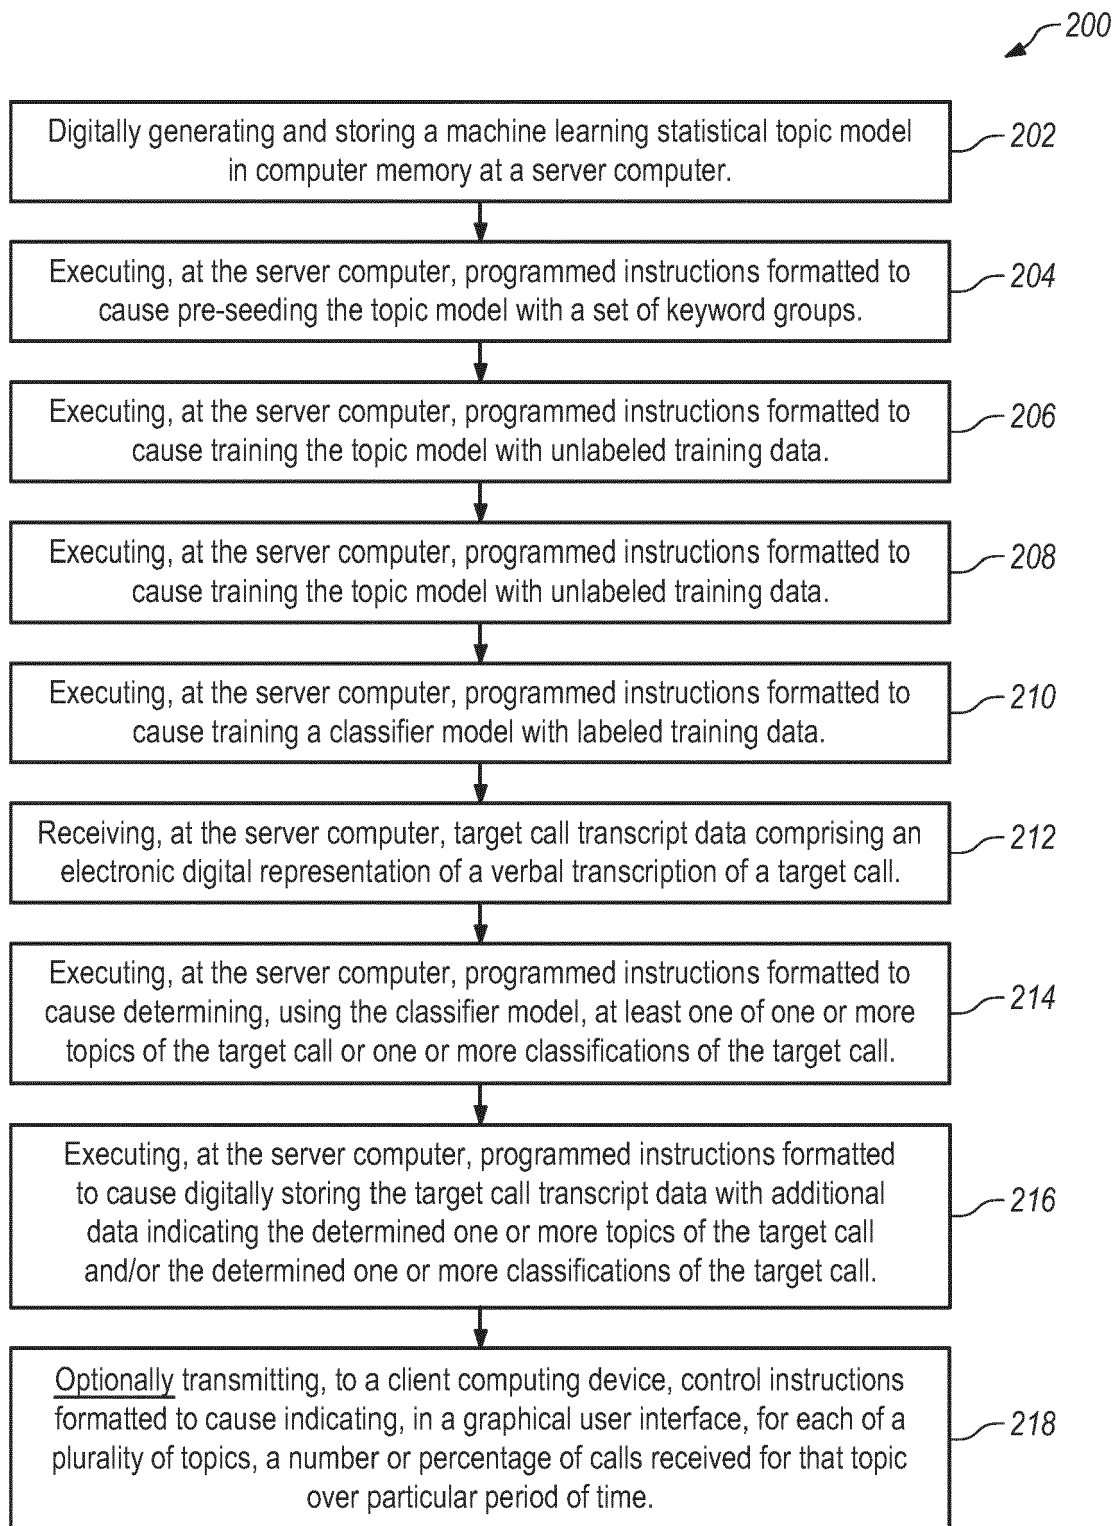 200
Digitally generating and storing a machine learning statistical topic model
in computer memory at a server computer.
202
Executing, at the server computer, programmed instructions formatted to
cause pre-seeding the topic model with a set of keyword groups.
204
Executing, at the server computer, programmed instructions formatted to
cause training the topic model with unlabeled training data.
206
Executing, at the server computer, programmed instructions formatted to
cause training the topic model with unlabeled training data.
208
Executing, at the server computer, programmed instructions formatted to
cause training a classifier model with labeled training data.
210
Receiving, at the server computer, target call transcript data comprising an
electronic digital representation of a verbal transcription of a target call.
212
Executing, at the server computer, programmed instructions formatted to
cause determining, using the classifier model, at least one of one or more
topics of the target call or one or more classifications of the target call.
214
Executing, at the server computer, programmed instructions formatted
to cause digitally storing the target call transcript data with additional
data indicating the determined one or more topics of the target call
and/or the determined one or more classifications of the target call.
216
Optionally transmitting, to a client computing device, control instructions
formatted to cause indicating, in a graphical user interface, for each of a
plurality of topics, a number or percentage of calls received for that topic
over particular period of time.
218